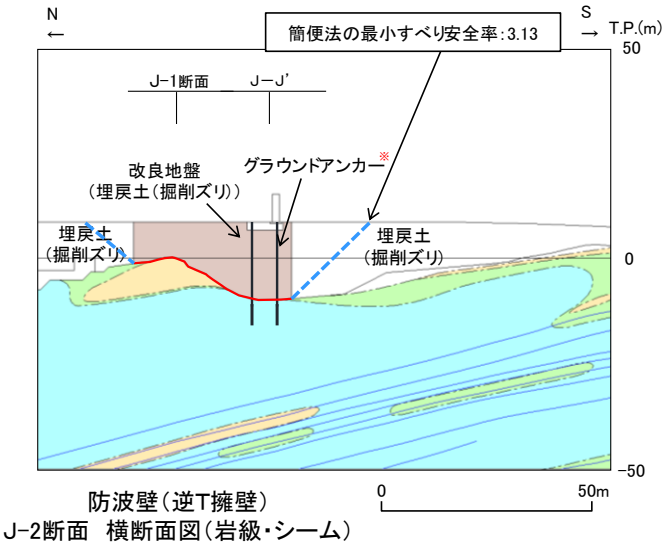 N
←
S
→
T.P.(m)
50
簡便法の最小すべり安全率:3.13
J-1断面
J－J’
改良地盤
（埋戻土（掘削ズリ））
グラウンドアンカー※
埋戻土
（掘削ズリ）
埋戻土
（掘削ズリ）
0
-50
防波壁（逆T擁壁）
0
50m
J-2断面 横断面図（岩級・シーム）